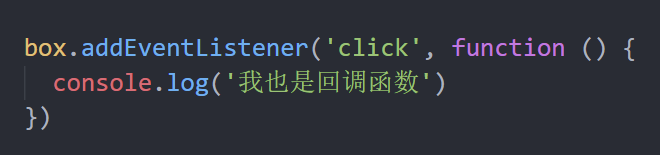 box.addEventListener('click', function () {
  console.log('我也是回调函数')
})